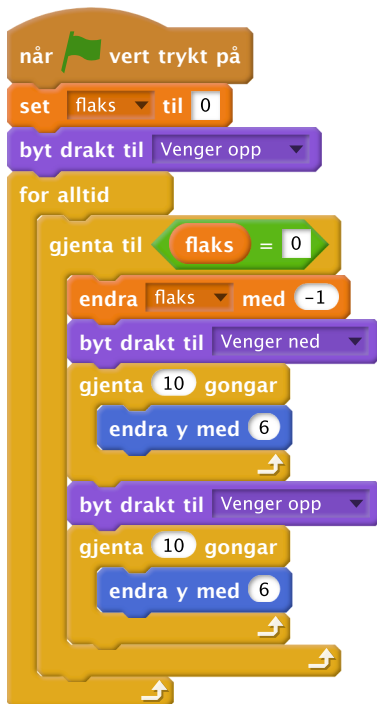 når vert trykt på
set flaks til 0
byt drakt til Venger opp
for alltid
gjenta til flaks = 0
endra flaks med -1
byt drakt til Venger ned
gjenta 10 gongar
endra y med 6
byt drakt til Venger opp
gjenta 10 gongar
endra y med 6